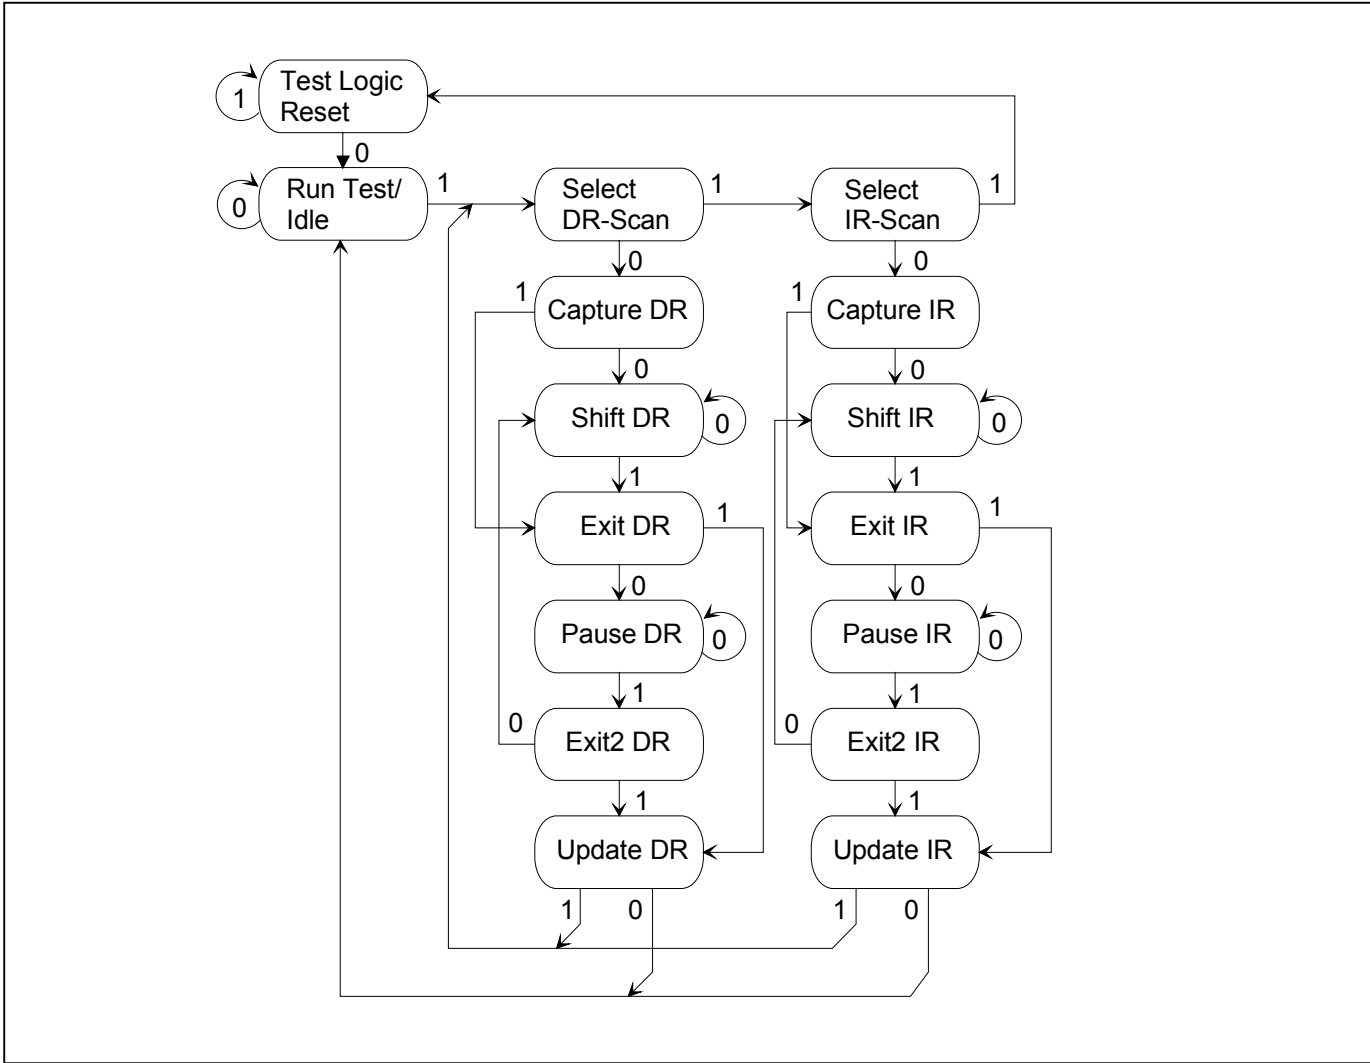 Test Logic
Reset
1
0
Run Test/
Idle
0
1
Select
DR-Scan
1
Select
IR-Scan
1
0
0
1
Capture DR
1
Capture IR
0
0
Shift DR
0
Shift IR
0
1
1
Exit DR
1
Exit IR
1
0
0
Pause DR
0
Pause IR
0
1
1
0
Exit2 DR
0
Exit2 IR
1
1
Update DR
Update IR
1
0
1
0